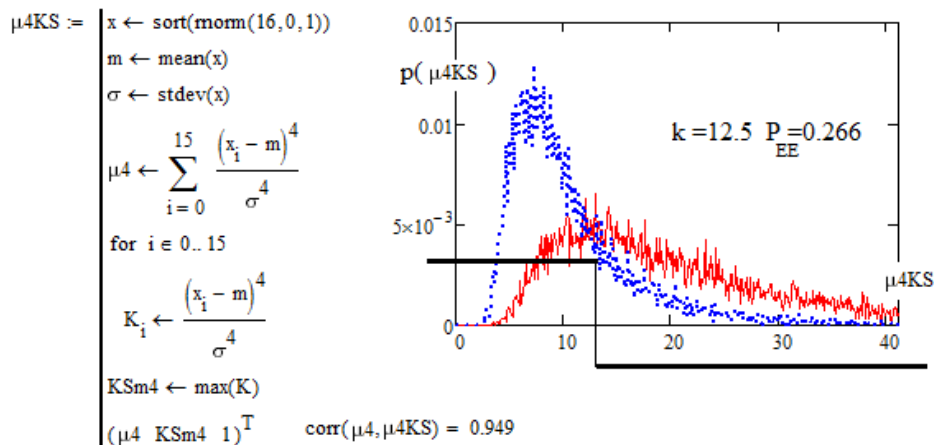 μ4KS := x ← sort(rnorm(16,0,1))
m ← mean(x)
σ ← stdev(x)
μ4 ← ∑ i = 0 15 (x_i − m)^4 / σ^4
for i ∈ 0.. 15
K_i ← (x_i − m)^4 / σ^4
KSm4 ← max(K)
(μ4 KSm4 1)^T
corr(μ4,μ4KS) = 0.949
0.015
p( μ4KS )
0.01
k =12.5 P_EE=0.266
5×10^−3
μ4KS
0
0 10 20 30 40